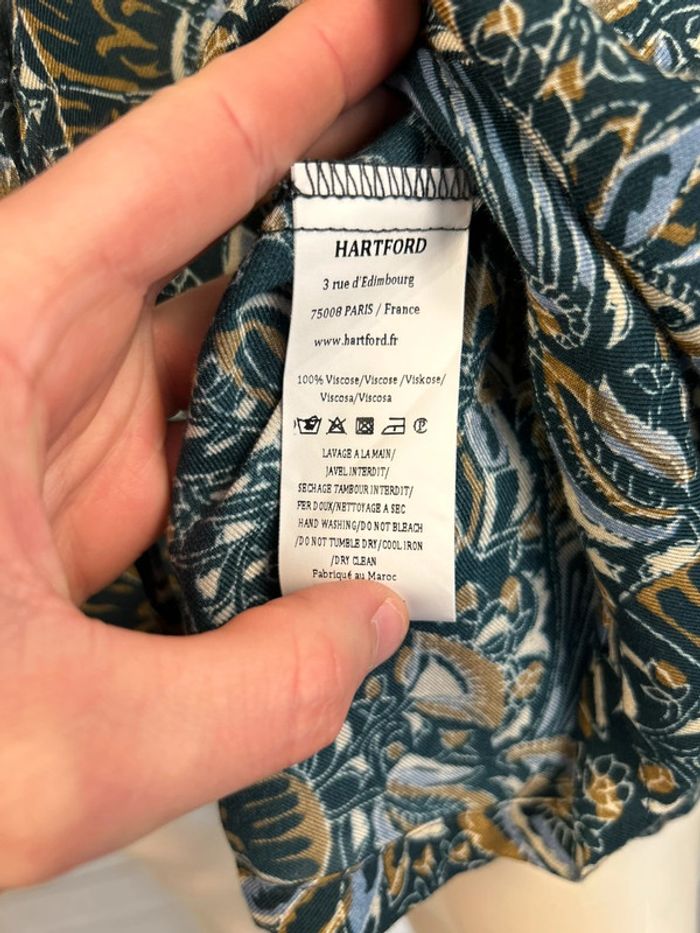 HARTFORD
3 rue d'Edimbourg
75008 PARIS / France
www.hartford.fr
100% Viscose/Viscose /Viskose/
Viscosa/Viscosa
LAVAGE A LA MAIN/
JAVEL INTERDIT/
SECHAGE TAMBOUR INTERDIT/
FER DOUX/NETTOYAGE A SEC
HAND WASHING/DO NOT BLEACH
/DO NOT TUMBLE DRY/COOL IRON
/DRY CLEAN
Fabriqué au Maroc